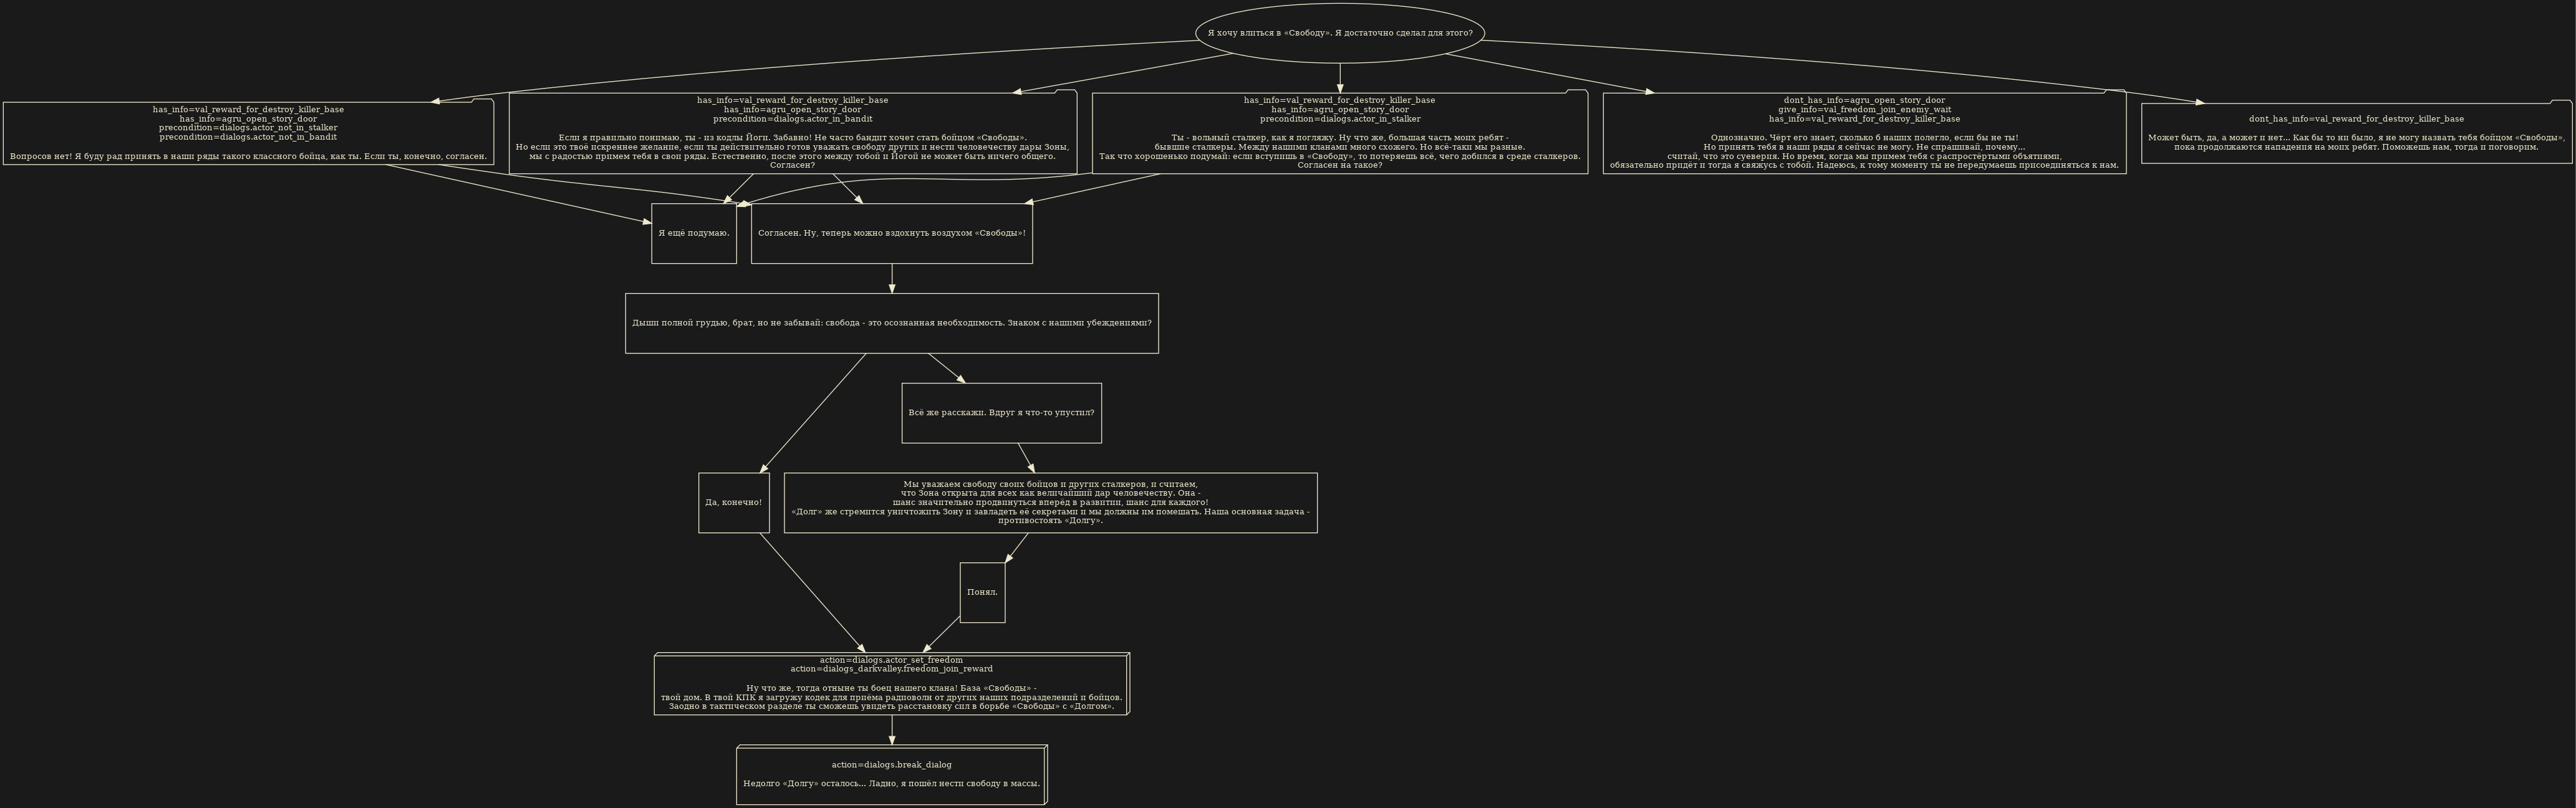 Я хочу влиться в «Свободу». Я достаточно сделал для этого?
has_info=val_reward_for_destroy_killer_base
has_info=agru_open_story_door
precondition=dialogs.actor_not_in_stalker
precondition=dialogs.actor_not_in_bandit
Вопросов нет! Я буду рад принять в наши ряды такого классного бойца, как ты. Если ты, конечно, согласен.
has_info=val_reward_for_destroy_killer_base
has_info=agru_open_story_door
precondition=dialogs.actor_in_bandit
Если я правильно понимаю, ты - из кодлы Йоги. Забавно! Не часто бандит хочет стать бойцом «Свободы».
Но если это твоё искреннее желание, если ты действительно готов уважать свободу других и нести человечеству дары Зоны,
мы с радостью примем тебя в свои ряды. Естественно, после этого между тобой и Йогой не может быть ничего общего.
Согласен?
has_info=val_reward_for_destroy_killer_base
has_info=agru_open_story_door
precondition=dialogs.actor_in_stalker
Ты - вольный сталкер, как я погляжу. Ну что же, большая часть моих ребят -
бывшие сталкеры. Между нашими кланами много схожего. Но всё-таки мы разные.
Так что хорошенько подумай: если вступишь в «Свободу», то потеряешь всё, чего добился в среде сталкеров.
Согласен на такое?
dont_has_info=agru_open_story_door
give_info=val_freedom_join_enemy_wait
has_info=val_reward_for_destroy_killer_base
Однозначно. Чёрт его знает, сколько б наших полегло, если бы не ты!
Но принять тебя в наши ряды я сейчас не могу. Не спрашивай, почему...
считай, что это суеверия. Но время, когда мы примем тебя с распростёртыми объятиями,
обязательно придёт и тогда я свяжусь с тобой. Надеюсь, к тому моменту ты не передумаешь присоединяться к нам.
dont_has_info=val_reward_for_destroy_killer_base
Может быть, да, а может и нет... Как бы то ни было, я не могу назвать тебя бойцом «Свободы»,
пока продолжаются нападения на моих ребят. Поможешь нам, тогда и поговорим.
Я ещё подумаю.
Согласен. Ну, теперь можно вздохнуть воздухом «Свободы»!
Дыши полной грудью, брат, но не забывай: свобода - это осознанная необходимость. Знаком с нашими убеждениями?
Всё же расскажи. Вдруг я что-то упустил?
Да, конечно!
Мы уважаем свободу своих бойцов и других сталкеров, и считаем,
что Зона открыта для всех как величайший дар человечеству. Она -
шанс значительно продвинуться вперёд в развитии, шанс для каждого!
«Долг» же стремится уничтожить Зону и завладеть её секретами и мы должны им помешать. Наша основная задача -
противостоять «Долгу».
Понял.
action=dialogs.actor_set_freedom
action=dialogs_darkvalley.freedom_join_reward
Ну что же, тогда отныне ты боец нашего клана! База «Свободы» -
твой дом. В твой КПК я загружу кодек для приёма радиоволн от других наших подразделений и бойцов.
Заодно в тактическом разделе ты сможешь увидеть расстановку сил в борьбе «Свободы» с «Долгом».
action=dialogs.break_dialog
Недолго «Долгу» осталось... Ладно, я пошёл нести свободу в массы.